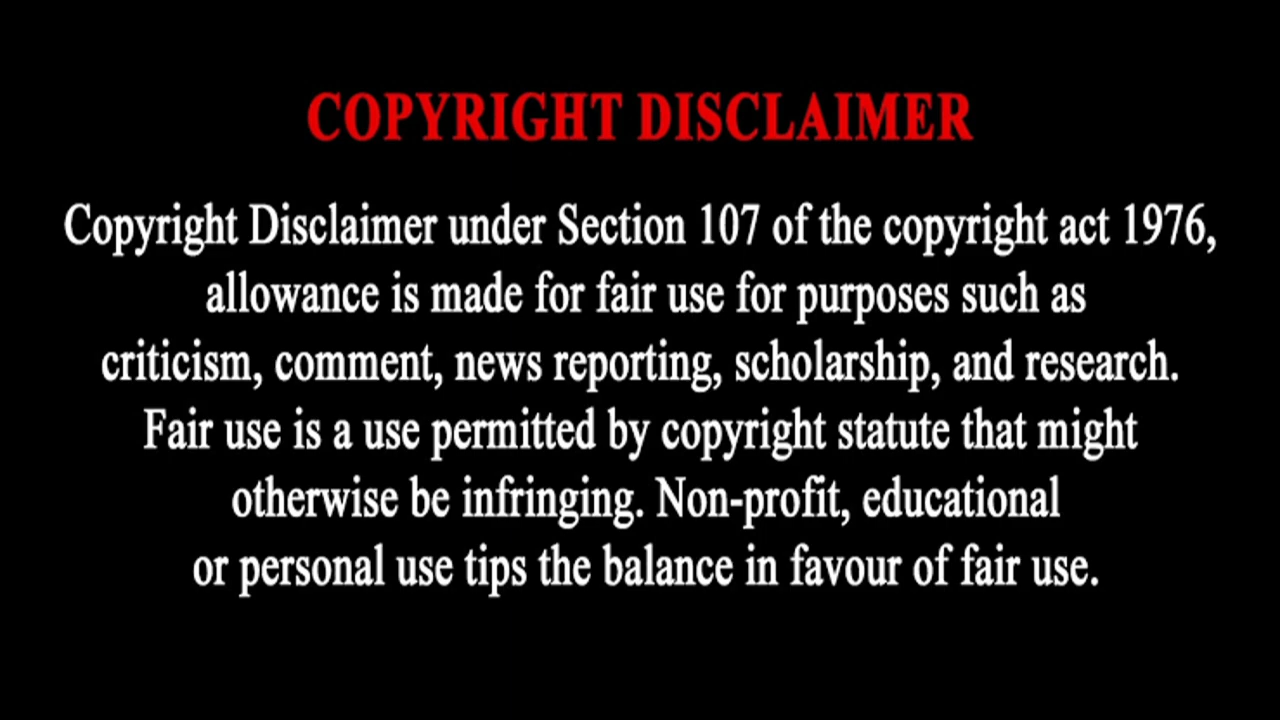 COPYRIGHT DISCLAIMER
Copyright Disclaimer under Section 107 of the copyright act 1976,
allowance is made for fair use for purposes such as
criticism, comment, news reporting, scholarship, and research.
Fair use is a use permitted by copyright statute that might
otherwise be infringing. Non-profit, educational
or personal use tips the balance in favour of fair use.